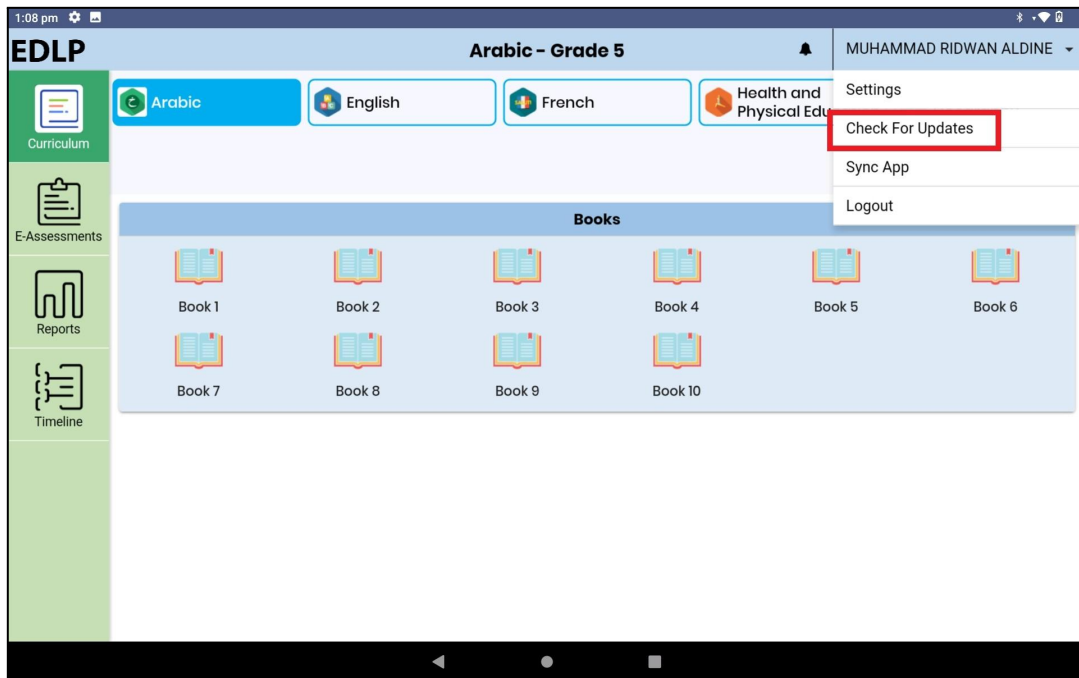 1:08 pm
EDLP
Arabic - Grade 5
MUHAMMAD RIDWAN ALDINE
Curriculum
E-Assessments
Reports
Timeline
Arabic
English
French
Health and
Physical Edu
Settings
Check For Updates
Sync App
Logout
Books
Book 1
Book 2
Book 3
Book 4
Book 5
Book 6
Book 7
Book 8
Book 9
Book 10